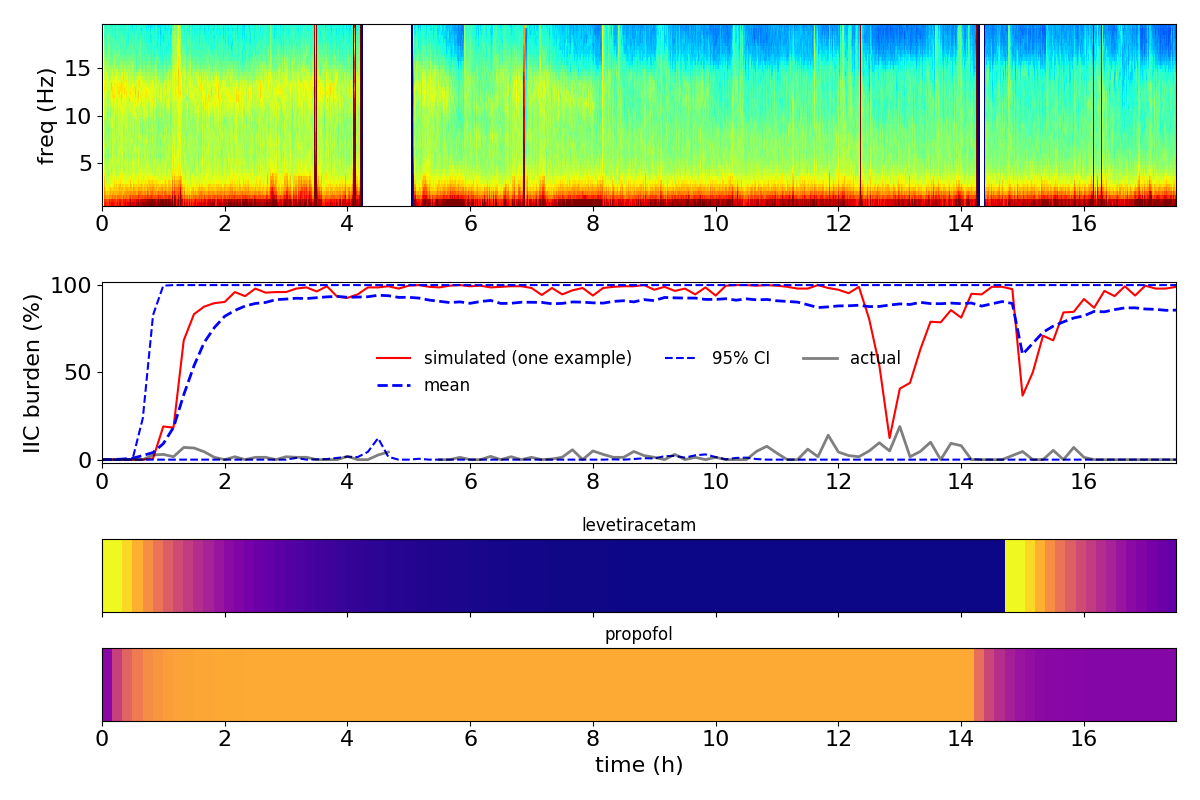 freq (Hz)
15
10
5
0 2 4 6 8 10 12 14 16
IIC burden (%)
100
50
0
simulated (one example) 95% CI actual
mean
0 2 4 6 8 10 12 14 16
levetiracetam
propofol
0 2 4 6 8 10 12 14 16
time (h)